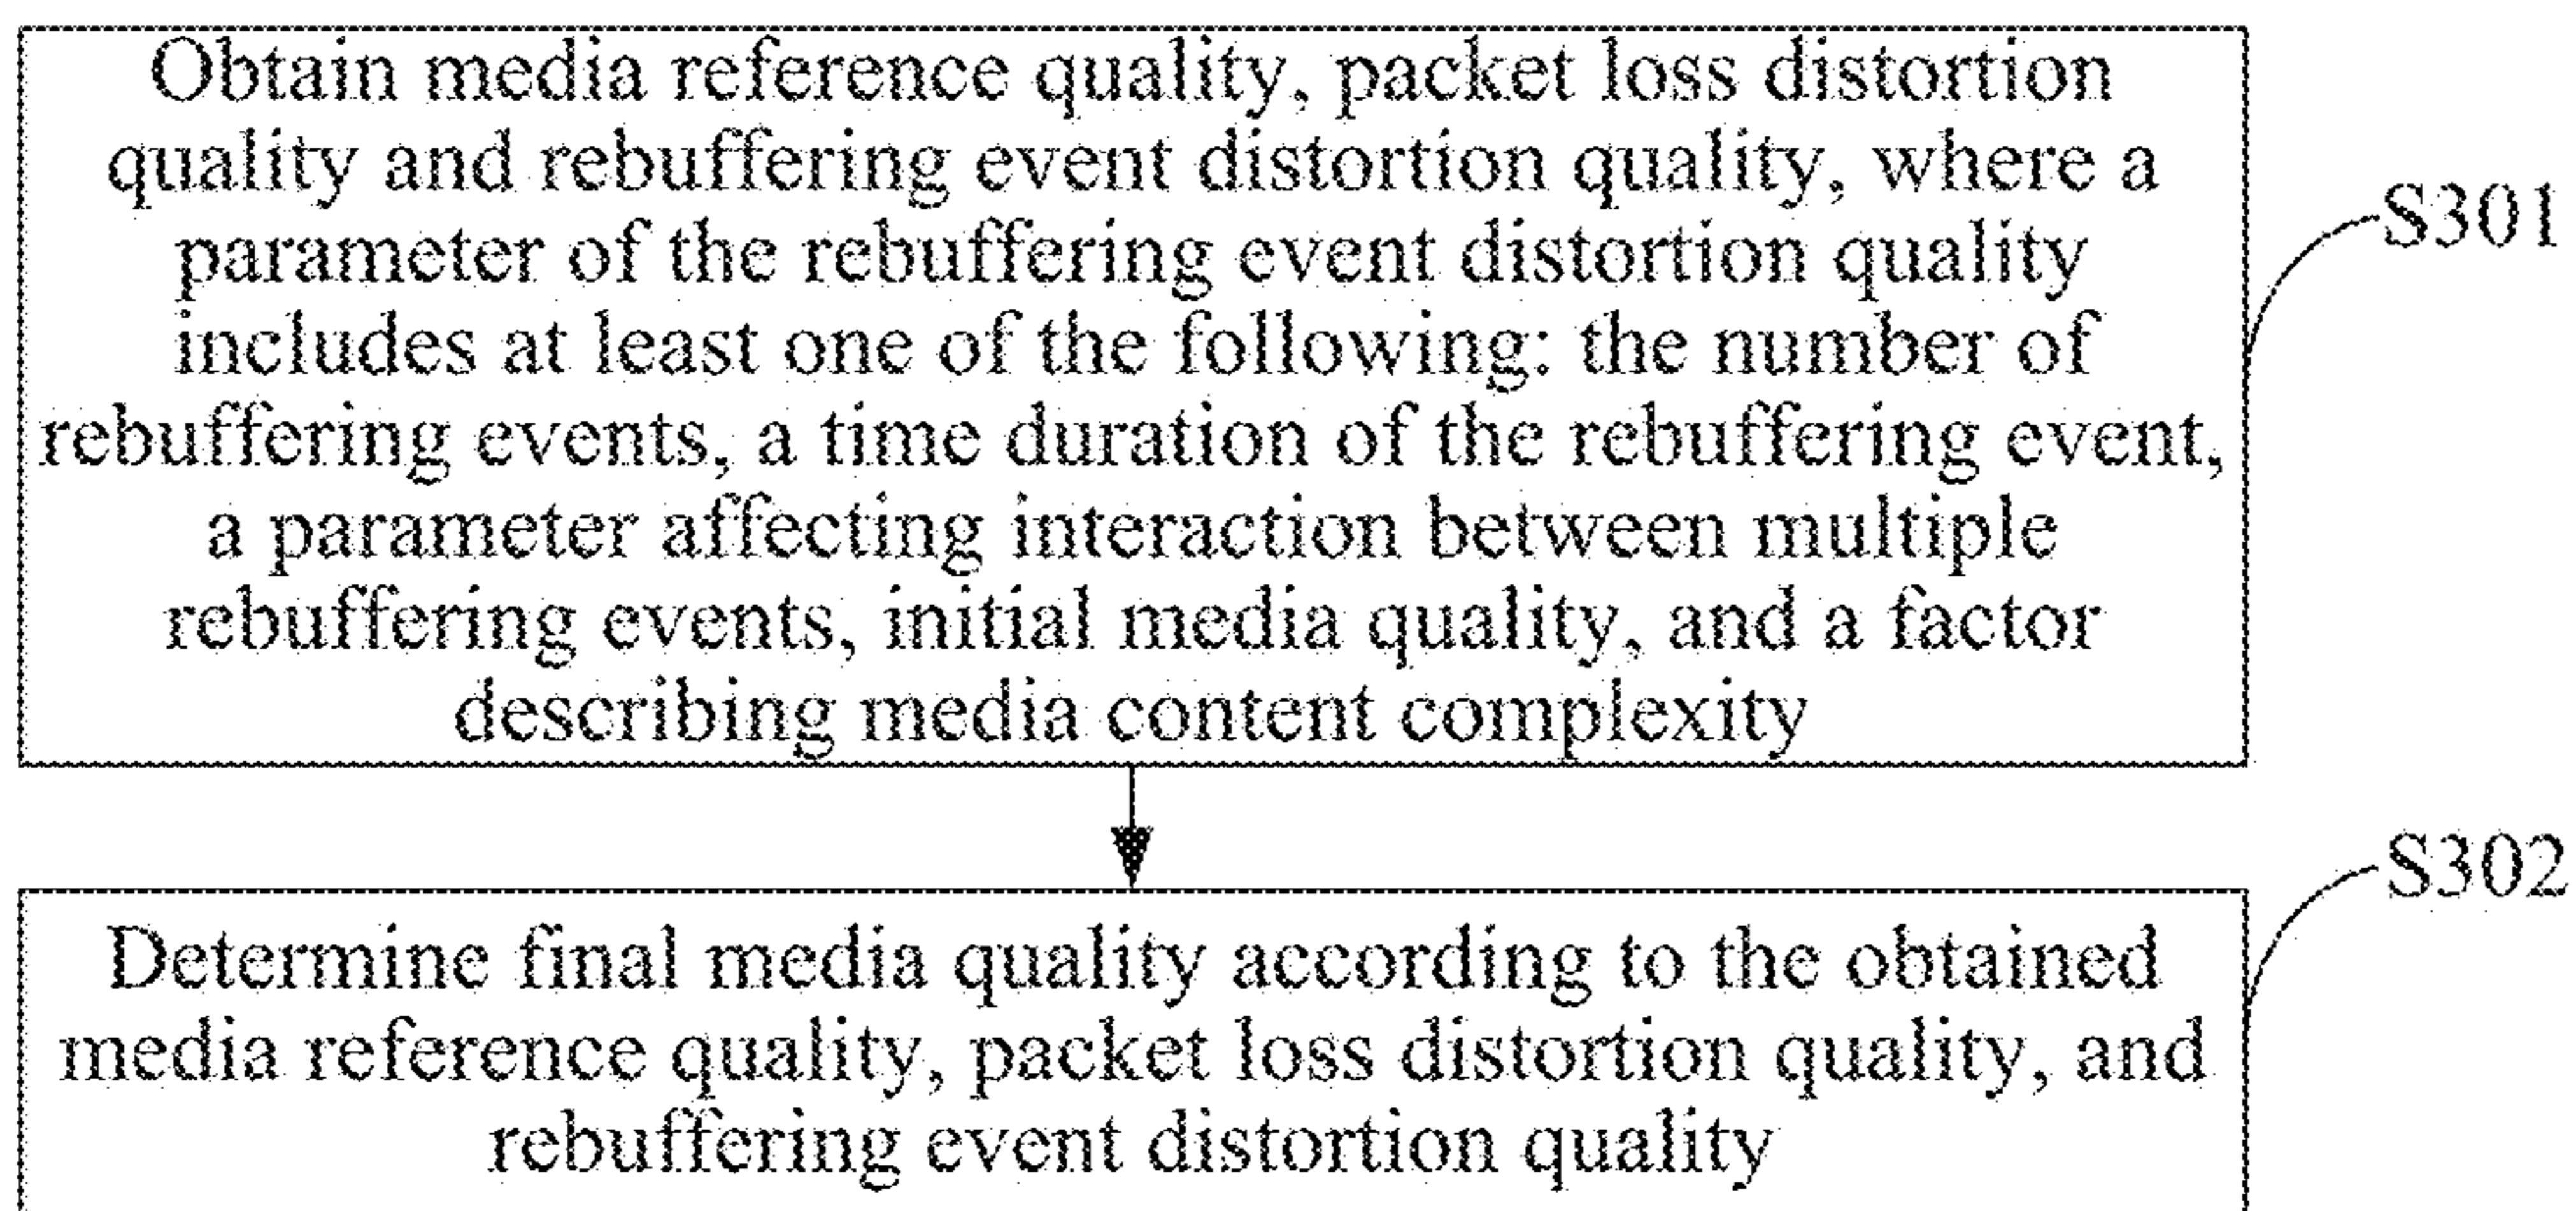 Obtain media reference quality, packet loss distortion
quality and rebuffering event distortion quality, where a
parameter of the rebuffering event distortion quality
includes at least one of the following: the number of
rebuffering events, a time duration of the rebuffering event,
a parameter affecting interaction between multiple
rebuffering events, initial media quality, and a factor
describing media content complexity
S301
Determine final media quality according to the obtained
media reference quality, packet loss distortion quality, and
rebuffering event distortion quality
S302